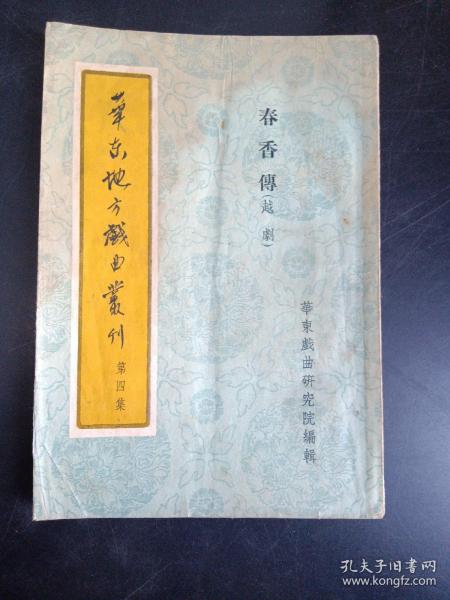 華东地方戲曲叢刊
第四集
春香傳(越劇)
華東戲曲研究院編輯
孔夫子旧书网
www.kongfz.com